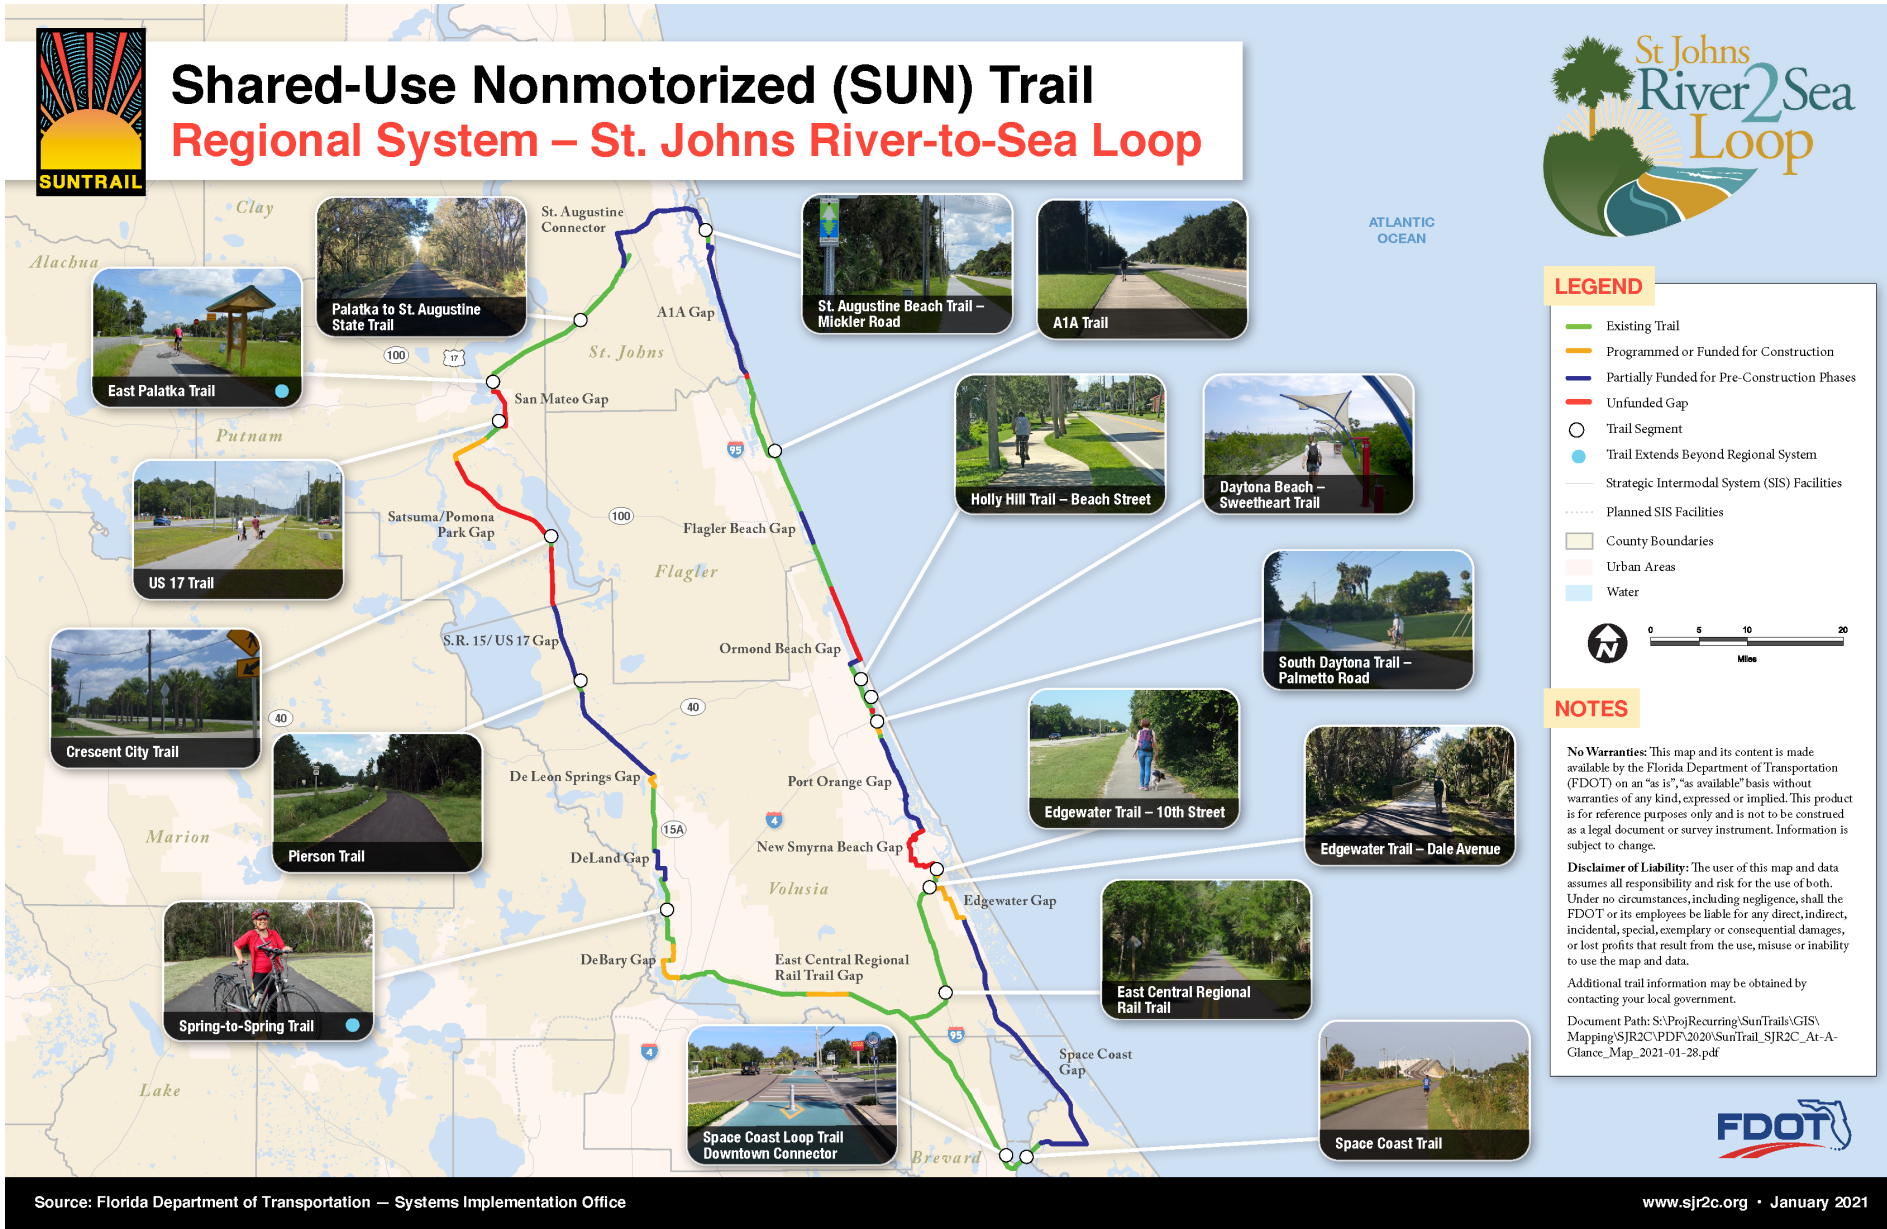 Shared-Use Nonmotorized (SUN) Trail
Regional System – St. Johns River-to-Sea Loop
SUNTRAIL
St Johns
River2Sea
Loop
ATLANTIC
OCEAN
Clay
Alachua
St. Augustine
Connector
Palatka to St. Augustine
State Trail
St. Augustine Beach Trail –
Mickler Road
A1A Trail
East Palatka Trail
A1A Gap
St. Johns
100
17
San Mateo Gap
Putnam
95
US 17 Trail
Satsuma/Pomona
Park Gap
100
Flagler Beach Gap
Flagler
Holly Hill Trail – Beach Street
Daytona Beach –
Sweetheart Trail
South Daytona Trail –
Palmetto Road
S.R. 15/ US 17 Gap
Ormond Beach Gap
Crescent City Trail
40
40
Pierson Trail
De Leon Springs Gap
Port Orange Gap
Edgewater Trail – 10th Street
Edgewater Trail – Dale Avenue
Marion
4
15A
DeLand Gap
New Smyrna Beach Gap
Volusia
Edgewater Gap
Spring-to-Spring Trail
DeBary Gap
East Central Regional
Rail Trail Gap
East Central Regional
Rail Trail
4
95
Space Coast
Gap
Lake
Space Coast Loop Trail
Downtown Connector
Brevard
Space Coast Trail
LEGEND
Existing Trail
Programmed or Funded for Construction
Partially Funded for Pre-Construction Phases
Unfunded Gap
Trail Segment
Trail Extends Beyond Regional System
Strategic Intermodal System (SIS) Facilities
Planned SIS Facilities
County Boundaries
Urban Areas
Water
N
0 5 10 20
Miles
NOTES
No Warranties: This map and its content is made
available by the Florida Department of Transportation
(FDOT) on an "as is", "as available" basis without
warranties of any kind, expressed or implied. This product
is for reference purposes only and is not to be construed
as a legal document or survey instrument. Information is
subject to change.
Disclaimer of Liability: The user of this map and data
assumes all responsibility and risk for the use of both.
Under no circumstances, including negligence, shall the
FDOT or its employees be liable for any direct, indirect,
incidental, special, exemplary or consequential damages,
or lost profits that result from the use, misuse or inability
to use the map and data.
Additional trail information may be obtained by
contacting your local government.
Document Path: S:\ProjRecurring\SunTrails\GIS\
Mapping\SJR2C\PDF\2020\SunTrail_SJR2C_At-A-
Glance_Map_2021-01-28.pdf
FDOT
Source: Florida Department of Transportation — Systems Implementation Office
www.sjr2c.org • January 2021